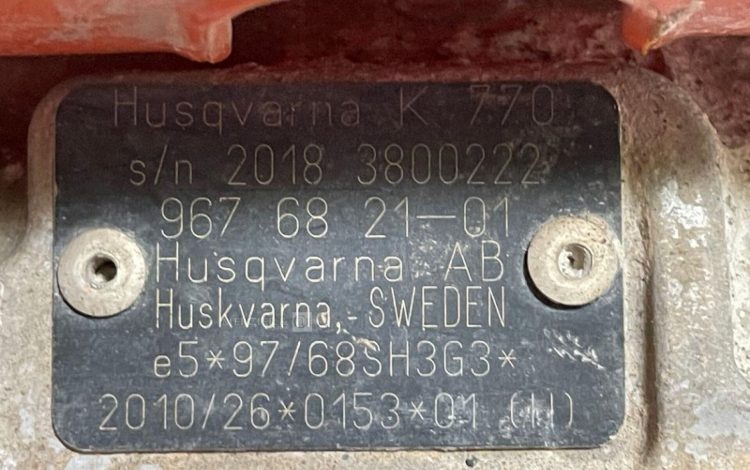 Husqvarna K 770
s/n 2018 3800222
967 68 21-01
Husqvarna AB
Huskvarna, SWEDEN
e5*97/68SH3G3*
2010/26*0153*01